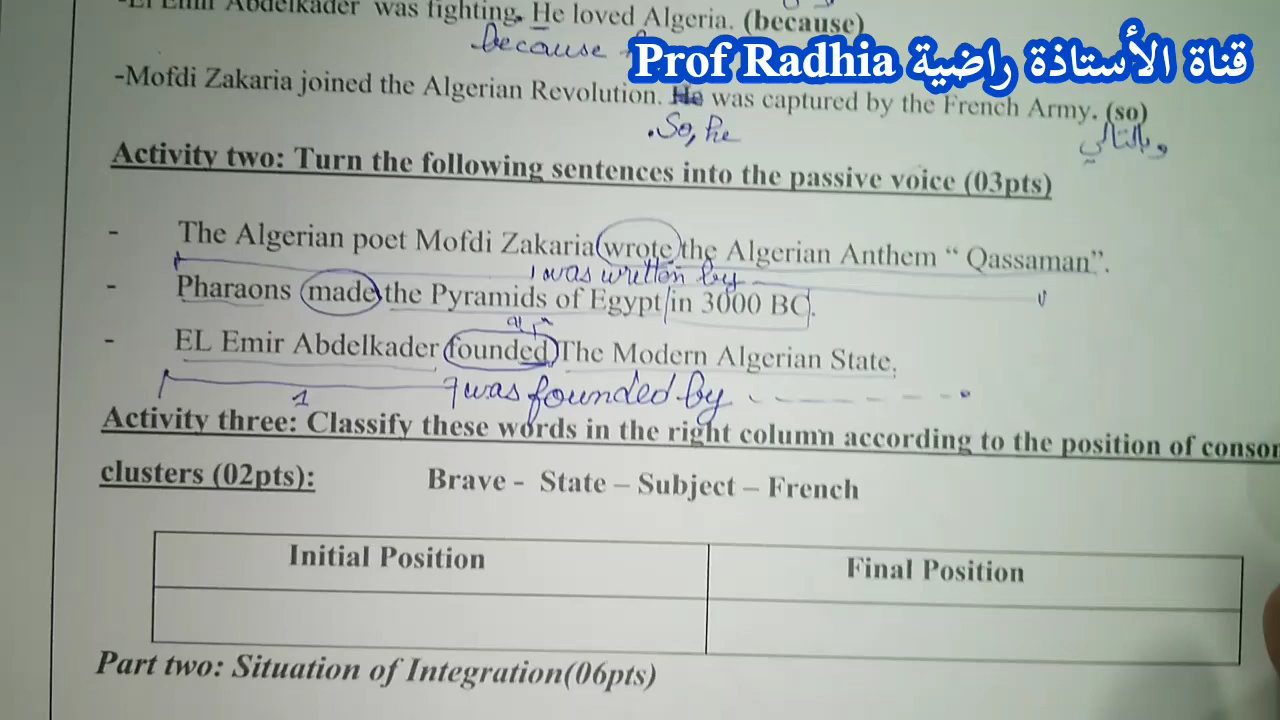 -El Emir Abdelkader was fighting. He loved Algeria. (because)
because
Prof Radhia قناة الأستاذة راضية
-Mofdi Zakaria joined the Algerian Revolution. He was captured by the French Army. (so)
.So, he
وبالتالي
Activity two: Turn the following sentences into the passive voice (03pts)
- The Algerian poet Mofdi Zakaria wrote the Algerian Anthem “ Qassaman”.
was written by
- Pharaons made the Pyramids of Egypt in 3000 BC.
- EL Emir Abdelkader founded The Modern Algerian State.
1 was founded by
Activity three: Classify these words in the right column according to the position of conson
clusters (02pts): Brave - State – Subject – French
Initial Position Final Position
Part two: Situation of Integration(06pts)